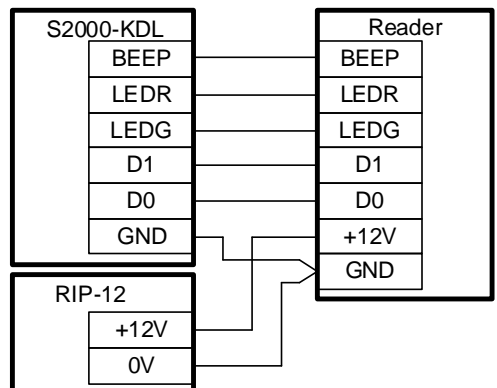 S2000-KDL
BEEP
LEDR
LEDG
D1
D0
GND
RIP-12
+12V
0V
Reader
BEEP
LEDR
LEDG
D1
D0
+12V
GND